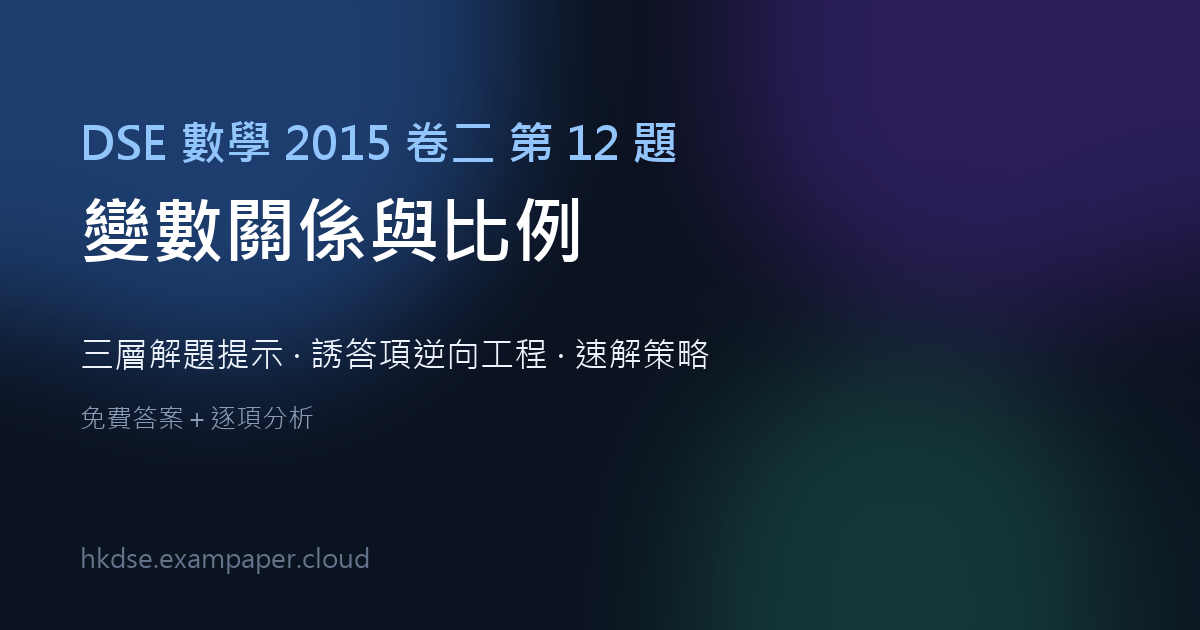 DSE 數學 2015 卷二 第 12 題
變數關係與比例
三層解題提示 · 誘答項逆向工程 · 速解策略
免費答案 + 逐項分析
hkdse.exampaper.cloud